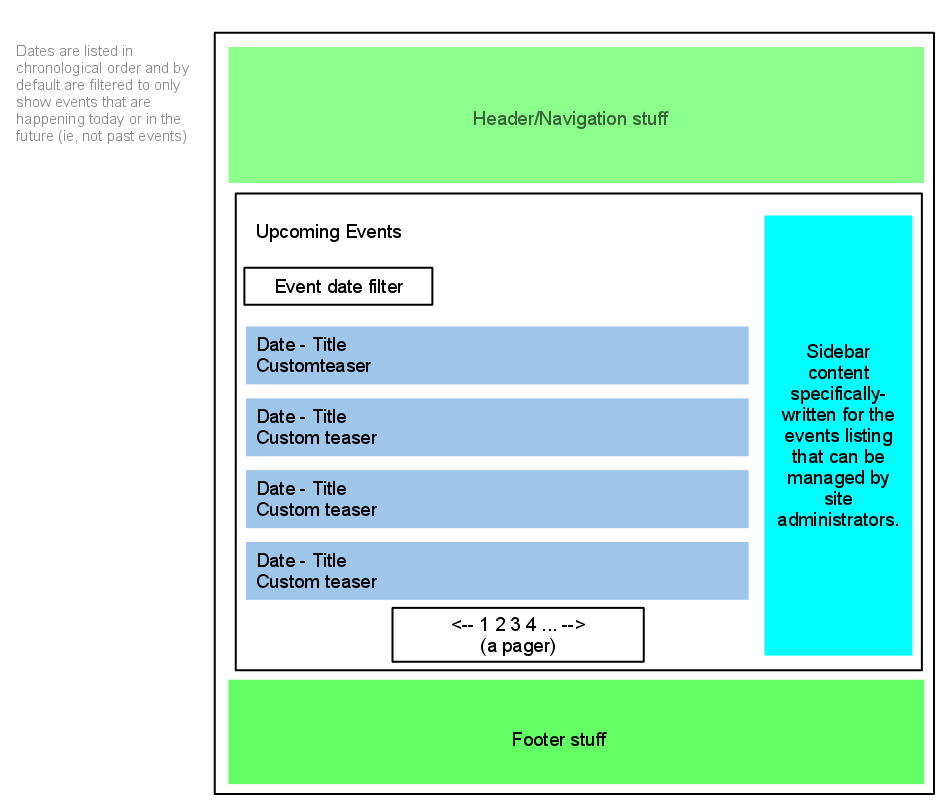 Dates are listed in
chronological order and by
default are filtered to only
show events that are
happening today or in the
future (ie, not past events)
Header/Navigation stuff
Upcoming Events
Event date filter
Date - Title
Customteaser
Date - Title
Custom teaser
Date - Title
Custom teaser
Date - Title
Custom teaser
<-- 1 2 3 4 ... -->
(a pager)
Sidebar
content
specifically-
written for the
events listing
that can be
managed by
site
administrators.
Footer stuff